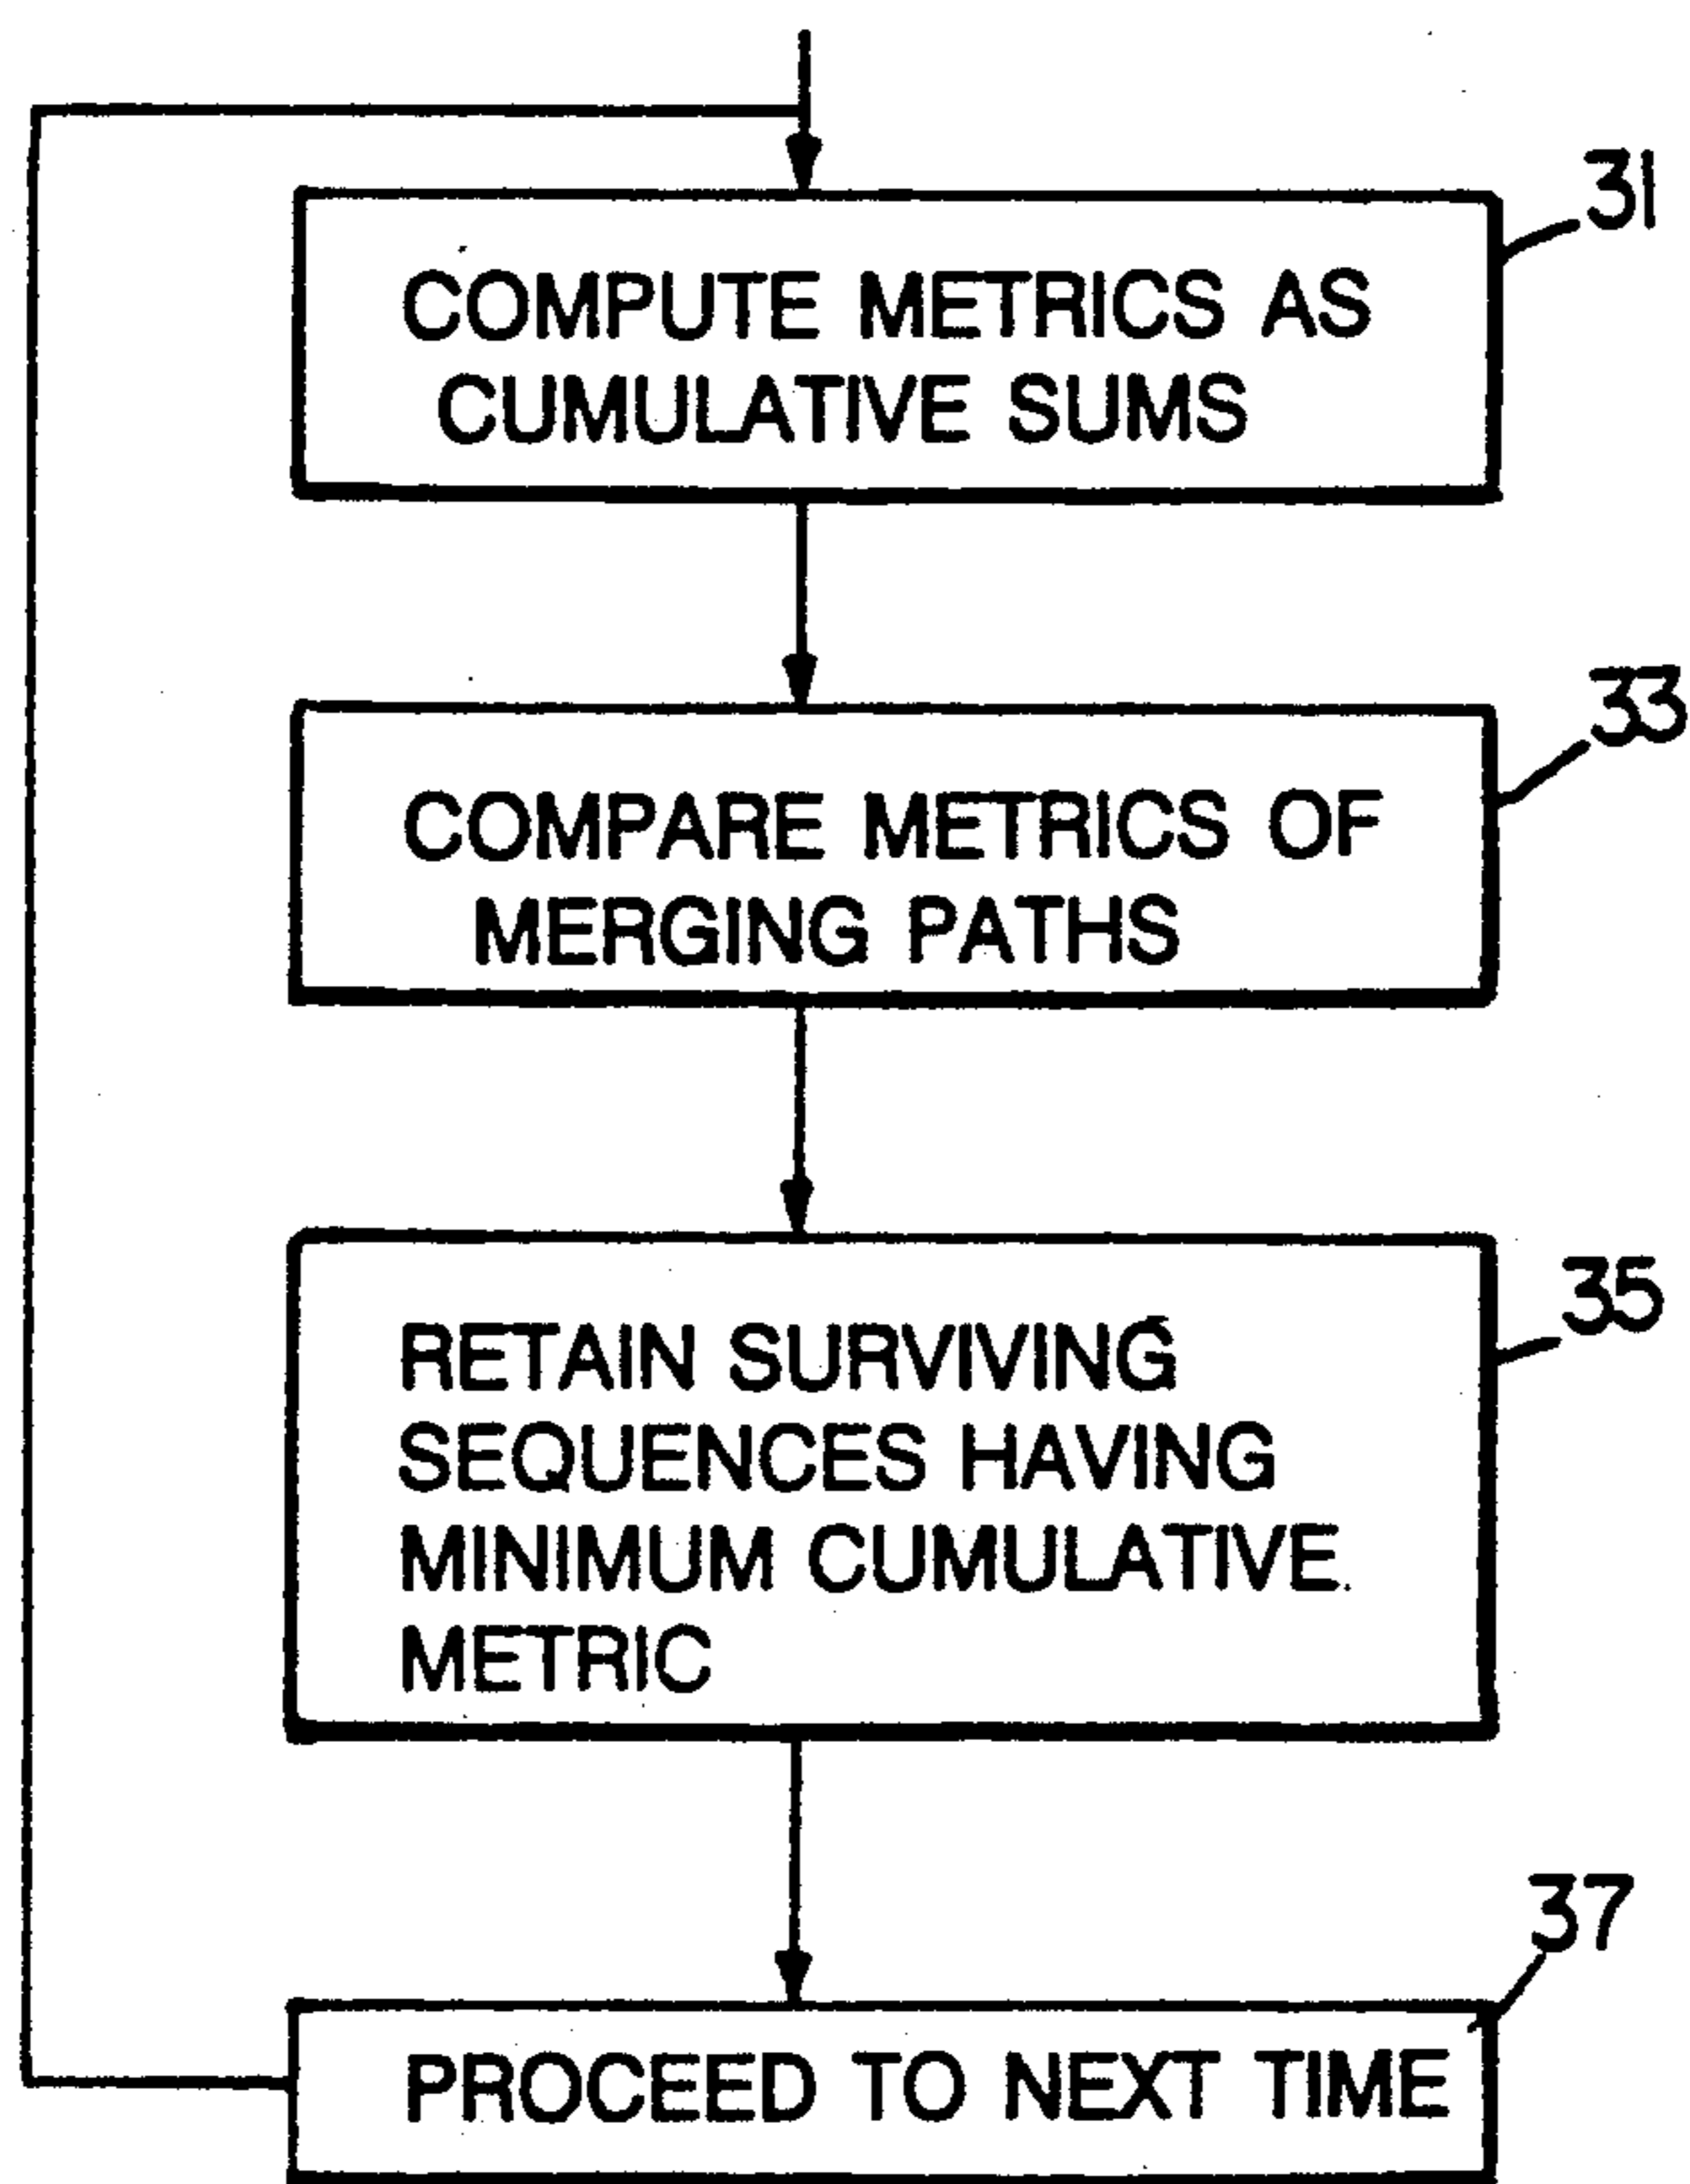 31
COMPUTE METRICS AS
CUMULATIVE SUMS
33
COMPARE METRICS OF
MERGING PATHS
35
RETAIN SURVIVING
SEQUENCES HAVING
MINIMUM CUMULATIVE
METRIC
37
PROCEED TO NEXT TIME